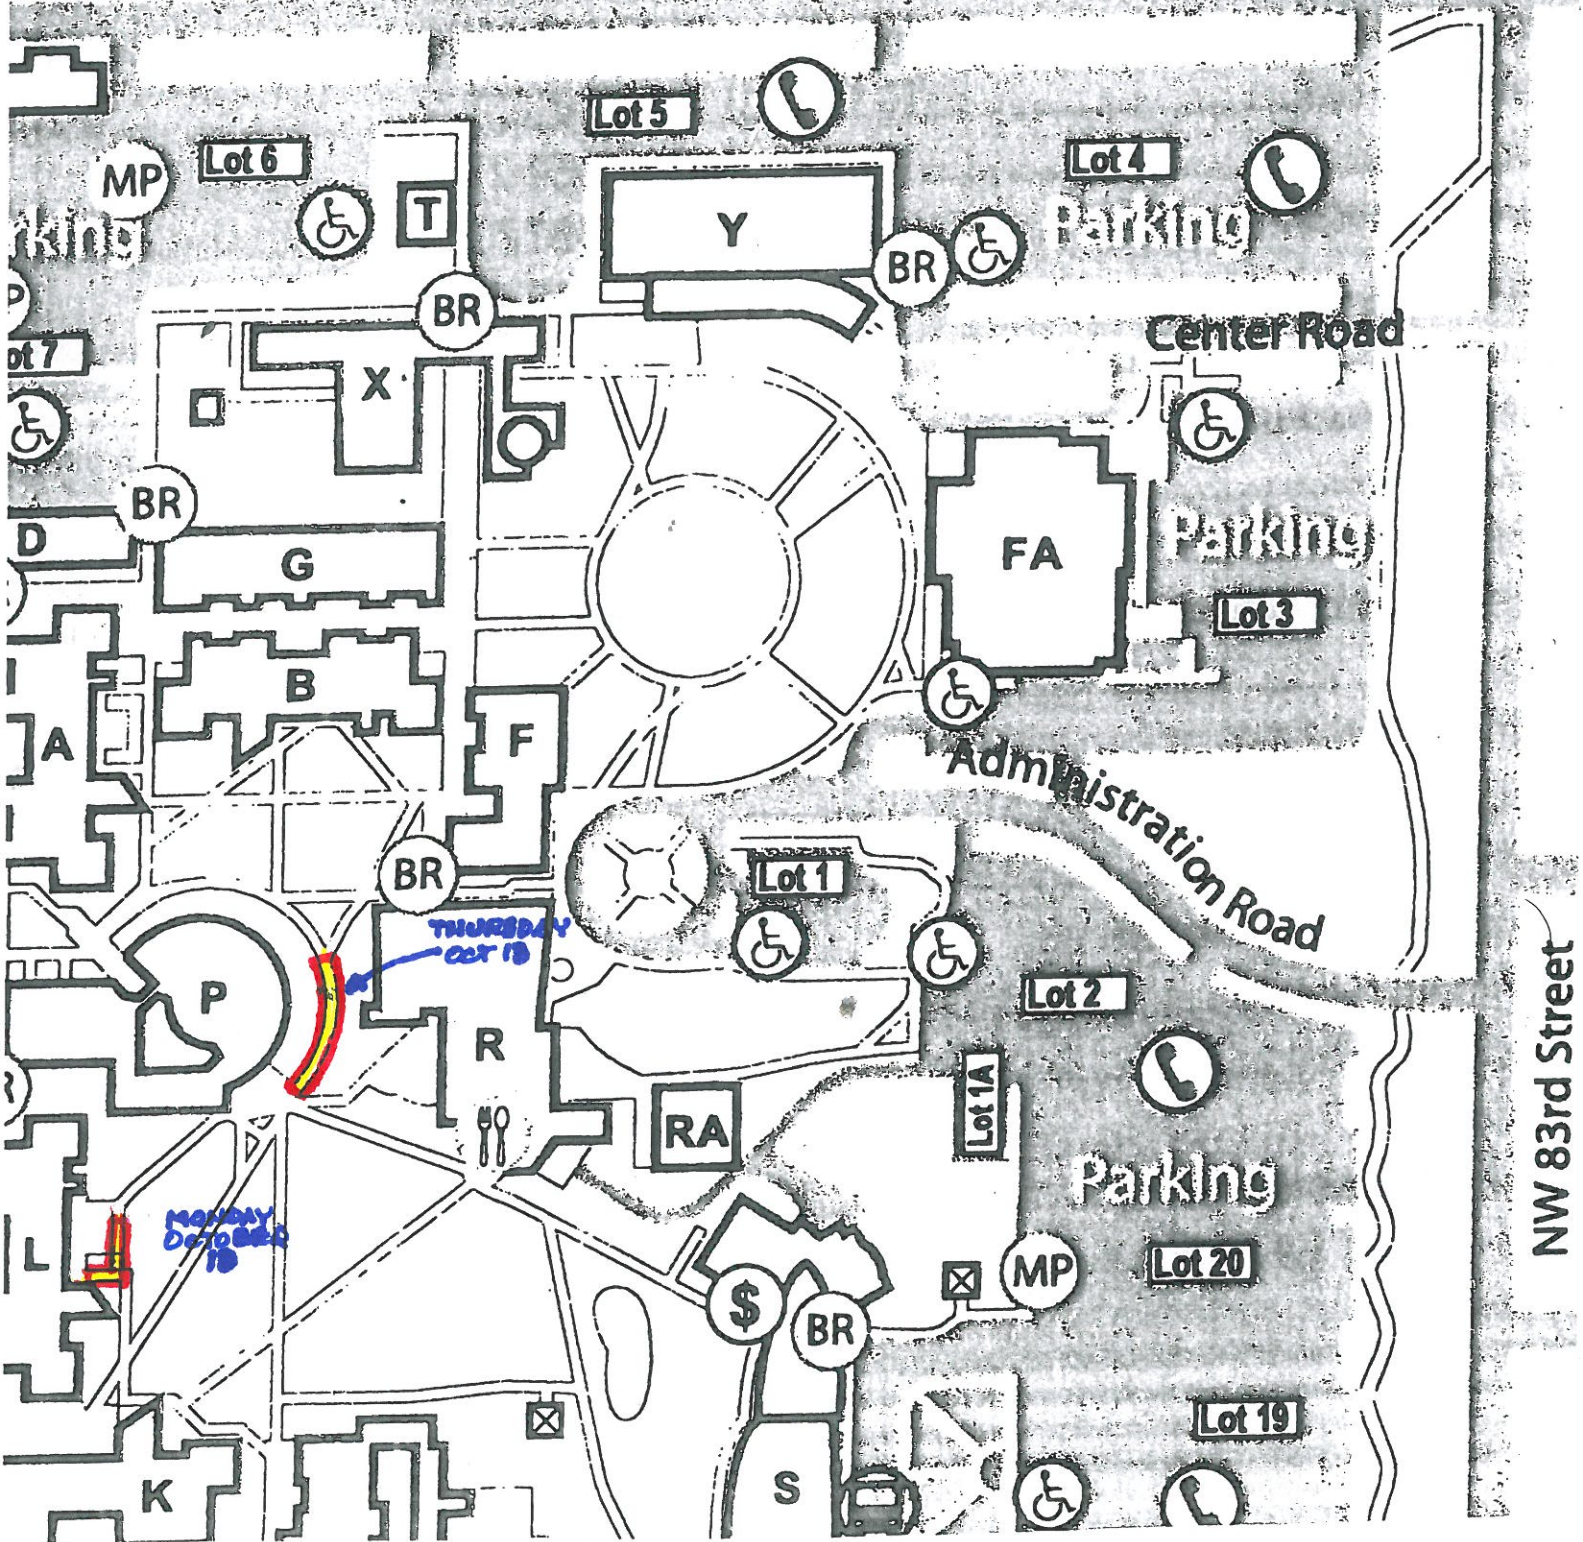 Lot 5
Lot 6
Lot 4
MP
T
Y
Parking
rking
BR
BR
P
Center Road
ot 7
X
BR
D
G
FA
Parking
Lot 3
B
A
F
Administration Road
Lot 1
BR
THURSDAY
OCT 13
P
Lot 2
R
R
Lot 1A
RA
NW 83rd Street
Parking
MONDAY
OCTOBER
L
MP
Lot 20
$
BR
Lot 19
K
S